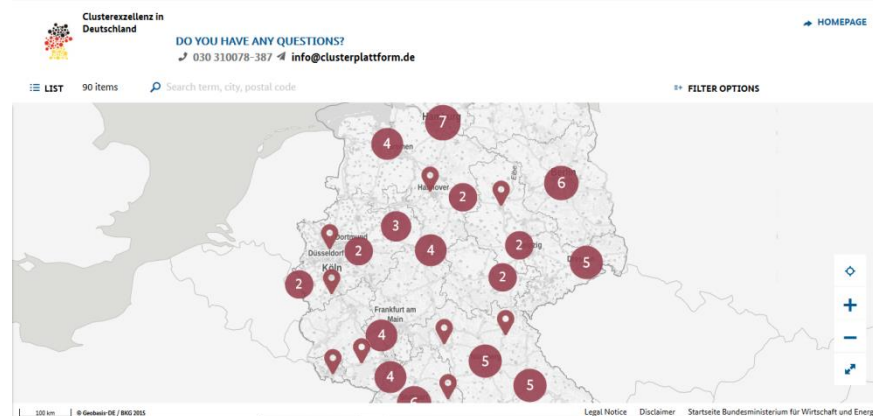 Clusterexzellenz in
Deutschland
HOMEPAGE
DO YOU HAVE ANY QUESTIONS?
030 310078-387 info@clusterplattform.de
LIST 90 items Search term, city, postal code FILTER OPTIONS
7
4
6
Hannover
2
3
Dortmund
4
2
Düsseldorf
2
5
Köln
2
2
Frankfurt am
Main
4
5
4
5
6
100 km © Geobasis-DE / BKG 2015 Legal Notice Disclaimer Startseite Bundesministerium für Wirtschaft und Energ